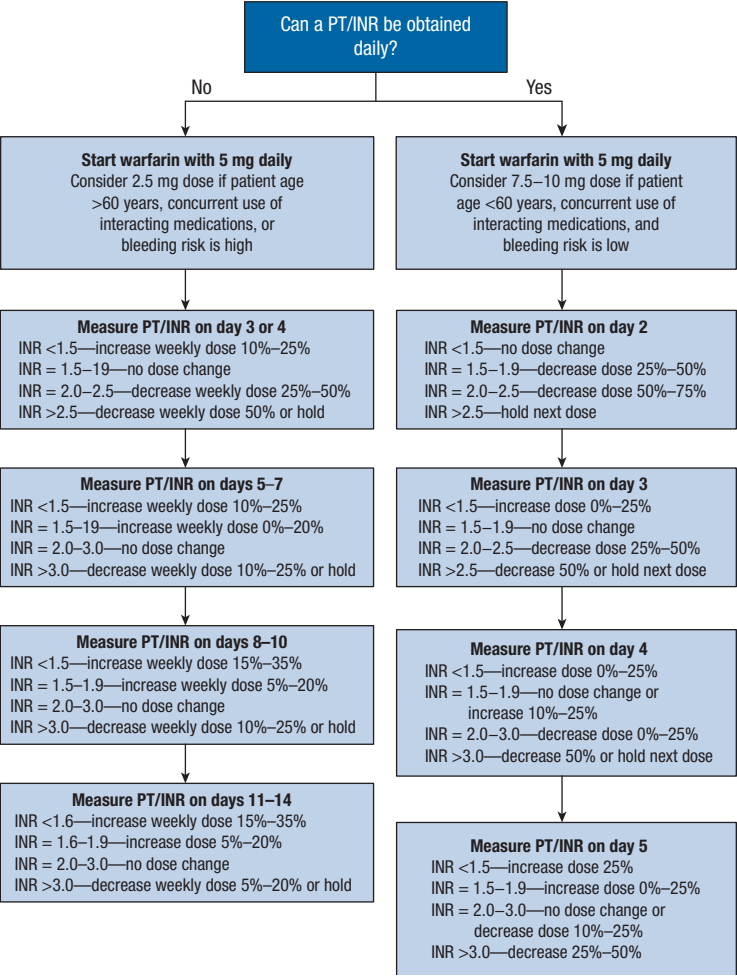 Can a PT/INR be obtained
daily?
No
Yes
Start warfarin with 5 mg daily
Consider 2.5 mg dose if patient age
>60 years, concurrent use of
interacting medications, or
bleeding risk is high
Measure PT/INR on day 3 or 4
INR <1.5—increase weekly dose 10%–25%
INR = 1.5–19—no dose change
INR = 2.0–2.5—decrease weekly dose 25%–50%
INR >2.5—decrease weekly dose 50% or hold
Measure PT/INR on days 5–7
INR <1.5—increase weekly dose 10%–25%
INR = 1.5–19—increase weekly dose 0%–20%
INR = 2.0–3.0—no dose change
INR >3.0—decrease weekly dose 10%–25% or hold
Measure PT/INR on days 8–10
INR <1.5—increase weekly dose 15%–35%
INR = 1.5–1.9—increase weekly dose 5%–20%
INR = 2.0–3.0—no dose change
INR >3.0—decrease weekly dose 10%–25% or hold
Measure PT/INR on days 11–14
INR <1.6—increase weekly dose 15%–35%
INR = 1.6–1.9—increase dose 5%–20%
INR = 2.0–3.0—no dose change
INR >3.0—decrease weekly dose 5%–20% or hold
Start warfarin with 5 mg daily
Consider 7.5–10 mg dose if patient
age <60 years, concurrent use of
interacting medications, and
bleeding risk is low
Measure PT/INR on day 2
INR <1.5—no dose change
INR = 1.5–1.9—decrease dose 25%–50%
INR = 2.0–2.5—decrease dose 50%–75%
INR >2.5—hold next dose
Measure PT/INR on day 3
INR <1.5—increase dose 0%–25%
INR = 1.5–1.9—no dose change
INR = 2.0–2.5—decrease dose 25%–50%
INR >2.5—decrease 50% or hold next dose
Measure PT/INR on day 4
INR <1.5—increase dose 0%–25%
INR = 1.5–1.9—no dose change or
increase 10%–25%
INR = 2.0–3.0—decrease dose 0%–25%
INR >3.0—decrease 50% or hold next dose
Measure PT/INR on day 5
INR <1.5—increase dose 25%
INR = 1.5–1.9—increase dose 0%–25%
INR = 2.0–3.0—no dose change or
decrease dose 10%–25%
INR >3.0—decrease 25%–50%